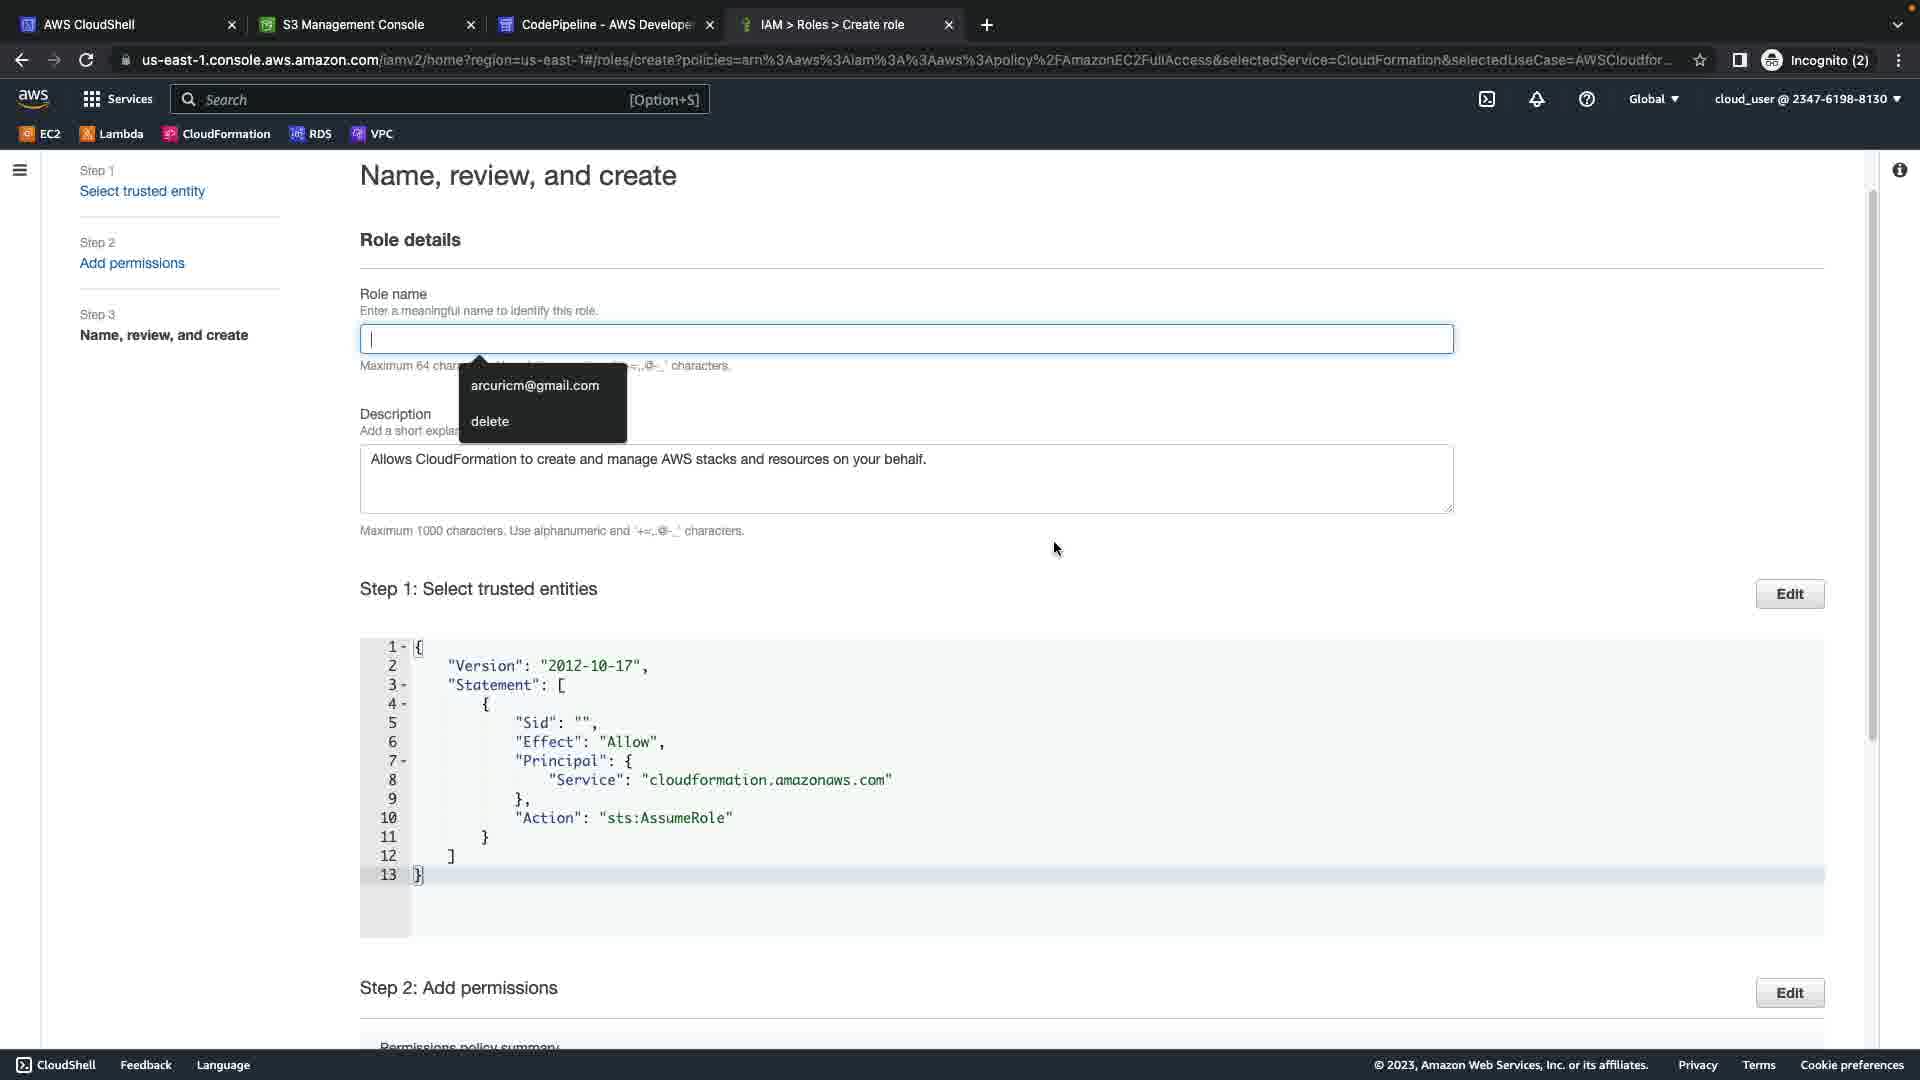 AWS CloudShell
S3 Management Console
CodePipeline - AWS Develope
IAM > Roles > Create role
us-east-1.console.aws.amazon.com/iamv2/home?region=us-east-1#/roles/create?policies=arn%3Aaws%3Aiam%3A%3Aaws%3Apolicy%2FAmazonEC2FullAccess&selectedService=CloudFormation&selectedUseCase=AWSCloudfor...
Incognito (2)
aws
Services
Search
[Option+S]
Global
cloud_user @ 2347-6198-8130
EC2
Lambda
CloudFormation
RDS
VPC
Step 1
Select trusted entity
Step 2
Add permissions
Step 3
Name, review, and create
Name, review, and create
Role details
Role name
Enter a meaningful name to identify this role.
Maximum 64 char
characters.
arcuricm@gmail.com
delete
Description
Add a short explar
Allows CloudFormation to create and manage AWS stacks and resources on your behalf.
Maximum 1000 characters. Use alphanumeric and '+=,.@-_' characters.
Step 1: Select trusted entities
Edit
1 {
2 "Version": "2012-10-17",
3 "Statement": [
4 {
5 "Sid": "",
6 "Effect": "Allow",
7 "Principal": {
8 "Service": "cloudformation.amazonaws.com"
9 },
10 "Action": "sts:AssumeRole"
11 }
12 ]
13 }
Step 2: Add permissions
Edit
Permissions policy summary
CloudShell
Feedback
Language
© 2023, Amazon Web Services, Inc. or its affiliates.
Privacy
Terms
Cookie preferences